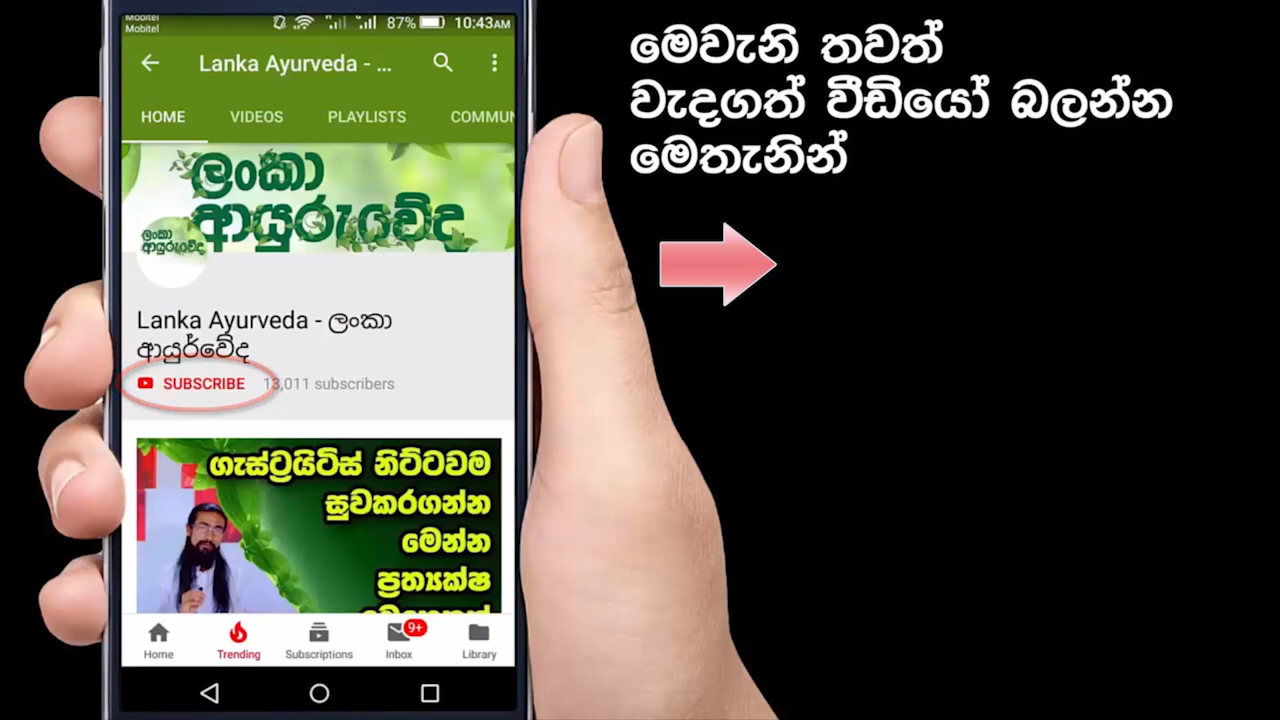 Mobitel
Mobitel
87%
10:43AM
Lanka Ayurveda - ...
HOME
VIDEOS
PLAYLISTS
COMMUN
ලංකා
ආයුරුවේද
ලංකා
ආයුරුවේද
Lanka Ayurveda - ලංකා
ආයුර්වේද
SUBSCRIBE
13,011 subscribers
ගැස්ට්‍රයිටිස් නිට්ටවම
සුවකරගන්න
මෙන්න
ප්‍රත්‍යක්ෂ
Home
Trending
Subscriptions
9+
Inbox
Library
මෙවැනි තවත්
වැදගත් වීඩියෝ බලන්න
මෙතැනින්